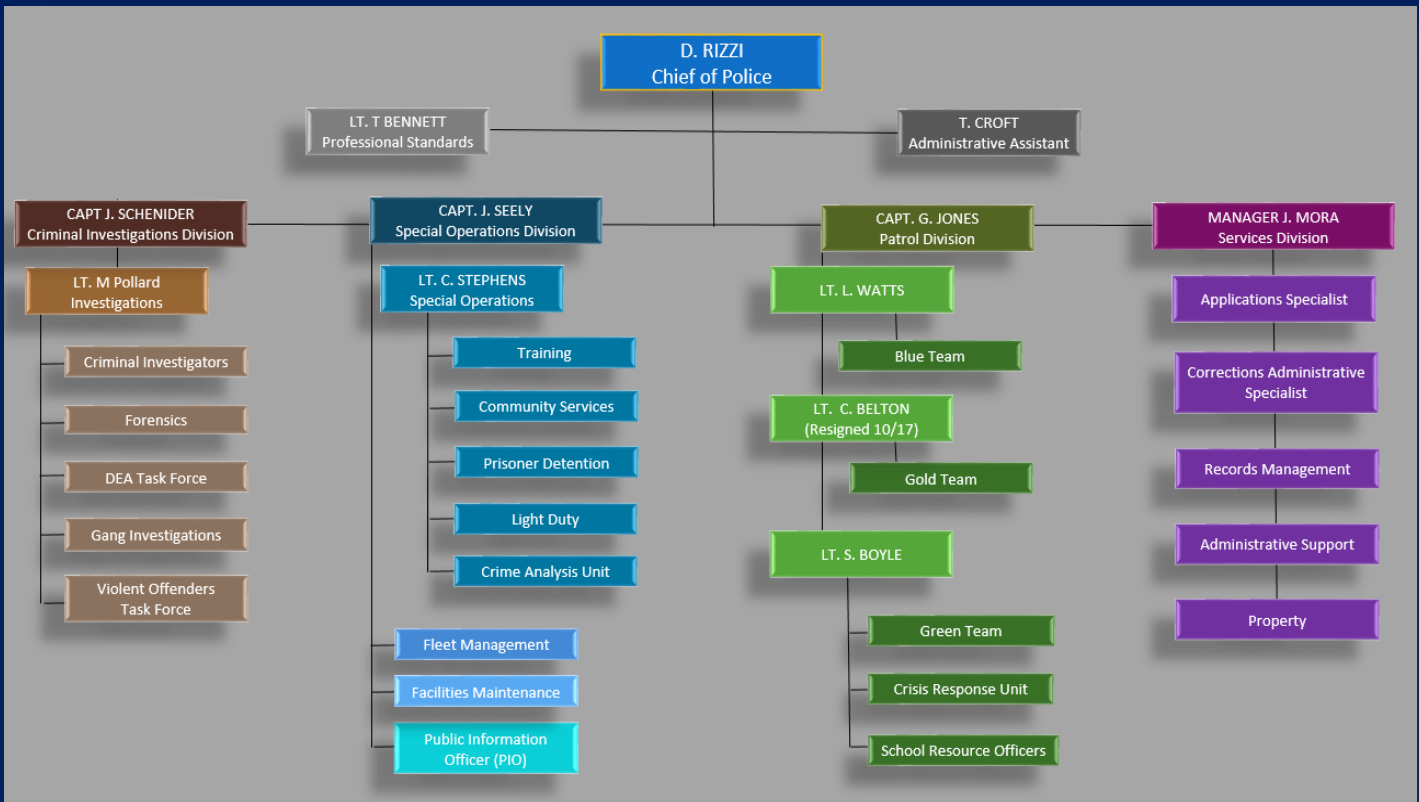 D. RIZZI
Chief of Police
LT. T BENNETT
Professional Standards
T. CROFT
Administrative Assistant
CAPT J. SCHENIDER
Criminal Investigations Division
CAPT. J. SEELY
Special Operations Division
CAPT. G. JONES
Patrol Division
MANAGER J. MORA
Services Division
LT. M Pollard
Investigations
Criminal Investigators
Forensics
DEA Task Force
Gang Investigations
Violent Offenders
Task Force
LT. C. STEPHENS
Special Operations
Training
Community Services
Prisoner Detention
Light Duty
Crime Analysis Unit
Fleet Management
Facilities Maintenance
Public Information
Officer (PIO)
LT. L. WATTS
Blue Team
LT. C. BELTON
(Resigned 10/17)
Gold Team
LT. S. BOYLE
Green Team
Crisis Response Unit
School Resource Officers
Applications Specialist
Corrections Administrative
Specialist
Records Management
Administrative Support
Property